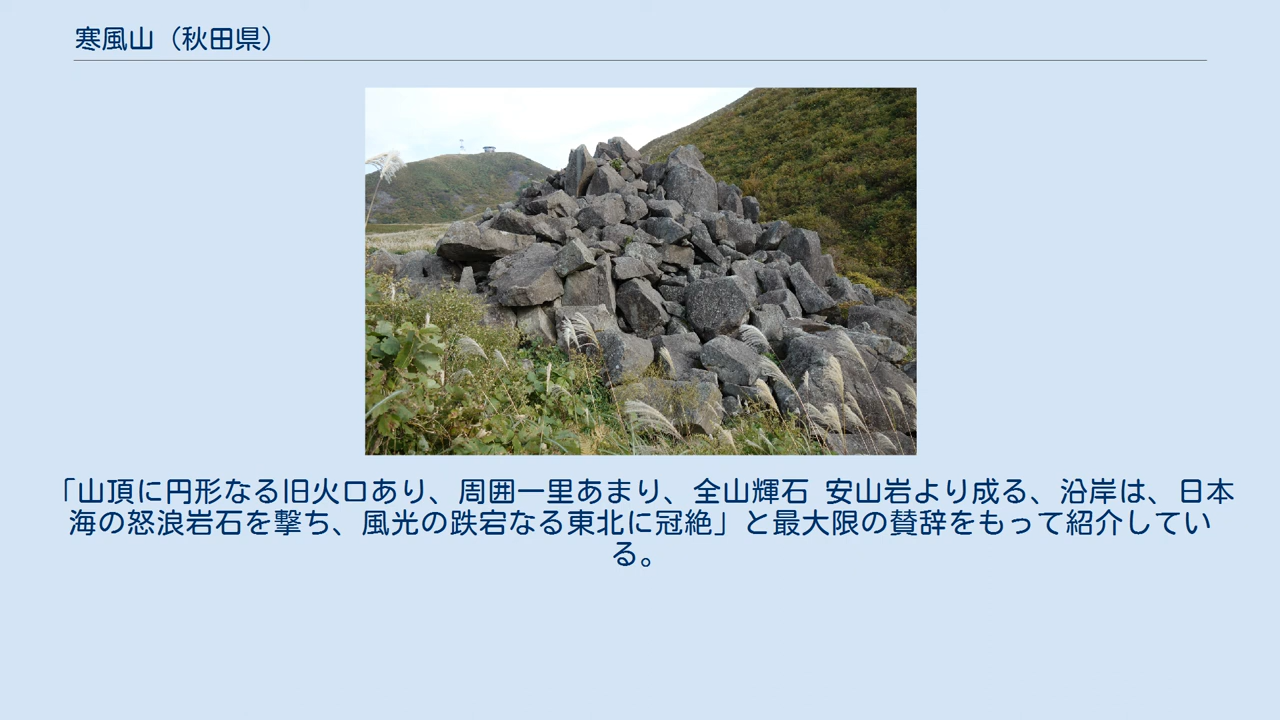 寒風山（秋田県）
「山頂に円形なる旧火口あり、周囲一里あまり、全山輝石 安山岩より成る、沿岸は、日本
海の怒浪岩石を撃ち、風光の跌宕なる東北に冠絶」と最大限の賛辞をもって紹介してい
る。